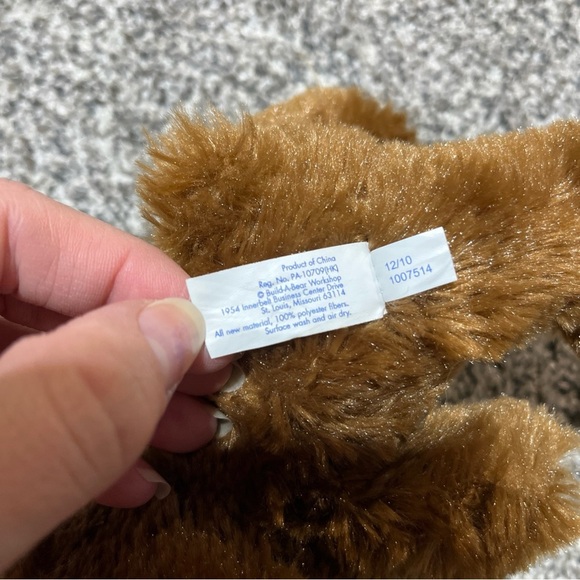 Product of China
Reg. No. PA-10709(HK)
© Build-A-Bear Workshop
1954 Innerbelt Business Center Drive
St. Louis, Missouri 63114
All new material, 100% polyester fibers.
Surface wash and air dry.
12/10
1007514